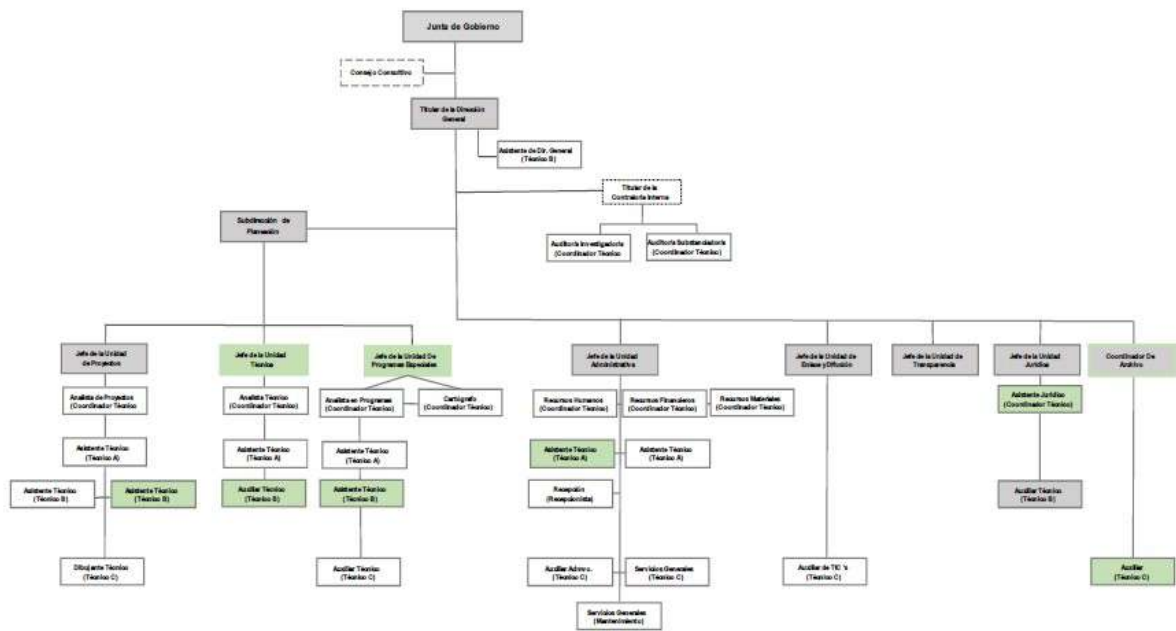 Junta de Gobierno
Consejo Consultivo
Titular de la Dirección
General
Asistente de Dir. General
(Técnico B)
Titular de la
Contraloría Interna
Subdirección de
Planeación
Auditor/a Investigador/a
(Coordinador Técnico
Auditor/a Substanciador/a
(Coordinador Técnico)
Jefe de la Unidad
de Proyectos
Jefe de la Unidad
Técnica
Jefe de la Unidad De
Programas Especiales
Jefe de la Unidad
Administrativa
Jefe de la Unidad de
Enlase y Difusión
Jefe de la Unidad de
Transparencia
Jefe de la Unidad
Jurídica
Coordinador De
Archivo
Analista de Proyectos
(Coordinador Técnico)
Analista Técnico
(Coordinador Técnico)
Analista en Programas
(Coordinador Técnico)
Cartógrafo
(Coordinador Técnico)
Recursos Humanos
(Coordinador Técnico)
Recursos Financieros
(Coordinador Técnico)
Recursos Materiales
(Coordinador Técnico)
Asistente Jurídico
(Coordinador Técnico)
Asistente Técnico
(Técnico A)
Asistente Técnico
(Técnico A)
Asistente Técnico
(Técnico A)
Asistente Técnico
(Técnico A)
Asistente Técnico
(Técnico A)
Asistente Técnico
(Técnico B)
Asistente Técnico
(Técnico B)
Auxiliar Técnico
(Técnico B)
Asistente Técnico
(Técnico B)
Recepción
(Recepcionista)
Auxiliar Técnico
(Técnico B)
Dibujante Técnico
(Técnico C)
Auxiliar Técnico
(Técnico C)
Auxiliar Admvo.
(Técnico C)
Servicios Generales
(Técnico C)
Auxiliar de TIC 's
(Técnico C)
Auxiliar
(Técnico C)
Servicios Generales
(Mantenimiento)